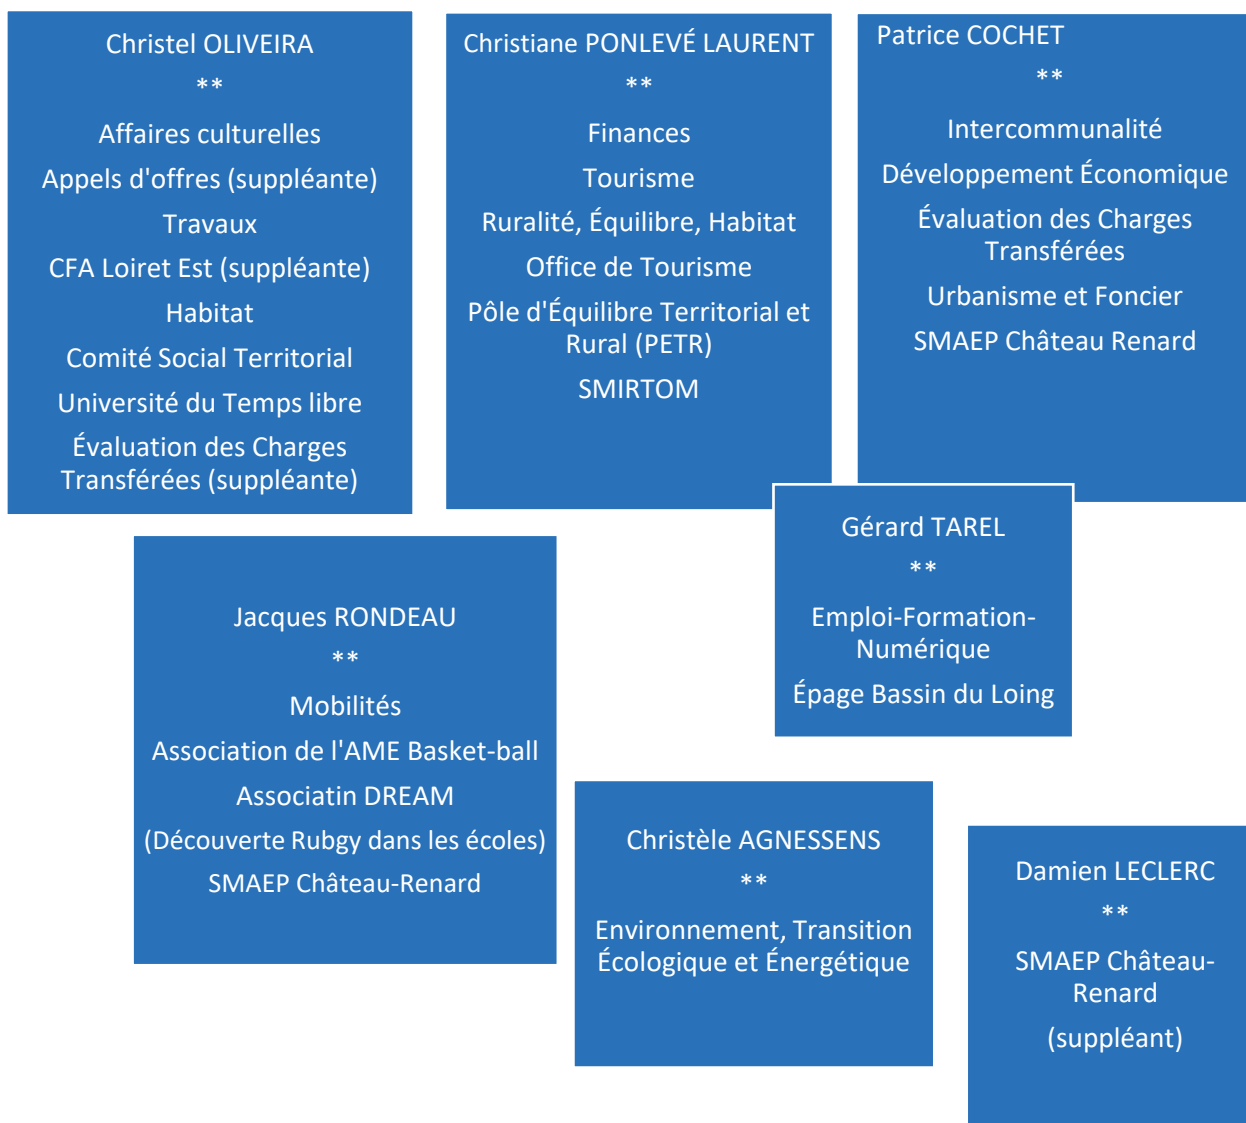 Christel OLIVEIRA
**
Affaires culturelles
Appels d'offres (suppléante)
Travaux
CFA Loiret Est (suppléante)
Habitat
Comité Social Territorial
Université du Temps libre
Évaluation des Charges
Transférées (suppléante)
Christiane PONLEVÉ LAURENT
**
Finances
Tourisme
Ruralité, Équilibre, Habitat
Office de Tourisme
Pôle d'Équilibre Territorial et
Rural (PETR)
SMIRTOM
Patrice COCHET
**
Intercommunalité
Développement Économique
Évaluation des Charges
Transférées
Urbanisme et Foncier
SMAEP Château Renard
Gérard TAREL
**
Emploi-Formation-
Numérique
Épage Bassin du Loing
Jacques RONDEAU
**
Mobilités
Association de l'AME Basket-ball
Associatin DREAM
(Découverte Rubgy dans les écoles)
SMAEP Château-Renard
Christèle AGNESSENS
**
Environnement, Transition
Écologique et Énergétique
Damien LECLERC
**
SMAEP Château-
Renard
(suppléant)